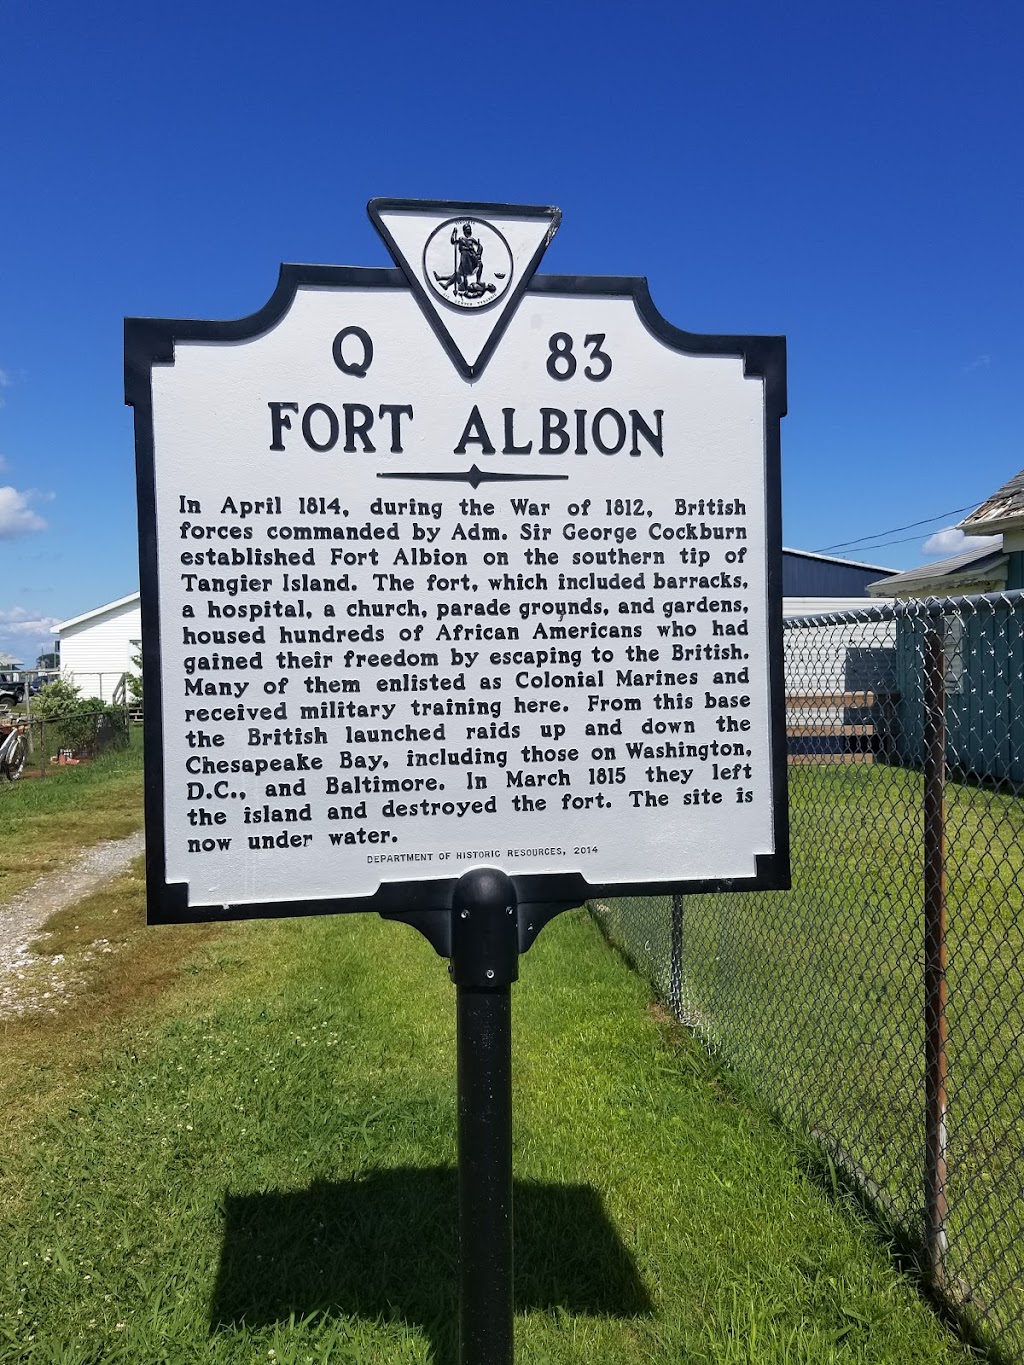 Q 83
FORT ALBION
In April 1814, during the War of 1812, British
forces commanded by Adm. Sir George Cockburn
established Fort Albion on the southern tip of
Tangier Island. The fort, which included barracks,
a hospital, a church, parade grounds, and gardens,
housed hundreds of African Americans who had
gained their freedom by escaping to the British.
Many of them enlisted as Colonial Marines and
received military training here. From this base
the British launched raids up and down the
Chesapeake Bay, including those on Washington,
D.C., and Baltimore. In March 1815 they left
the island and destroyed the fort. The site is
now under water.
DEPARTMENT OF HISTORIC RESOURCES, 2014